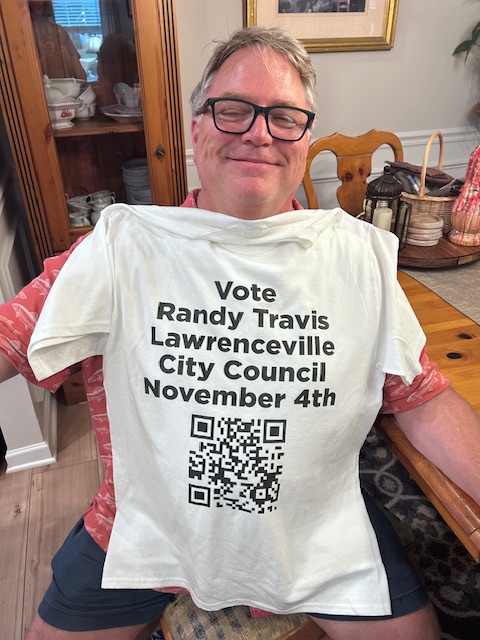 Vote
Randy Travis
Lawrenceville
City Council
November 4th